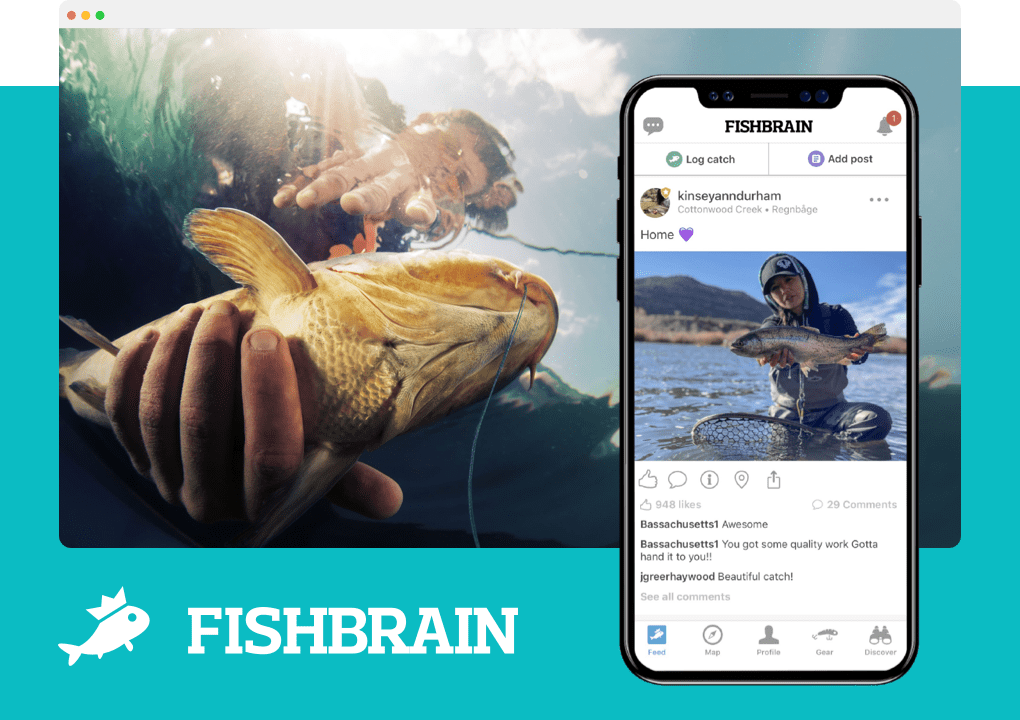 FISHBRAIN
1
Log catch
Add post
kinseyanndurham
Cottonwood Creek • Regnbåge
Home 💜
948 likes
29 Comments
Bassachusetts1 Awesome
Bassachusetts1 You got some quality work Gotta
hand it to you!!
jgreerhaywood Beautiful catch!
See all comments
Feed
Map
Profile
Gear
Discover
FISHBRAIN